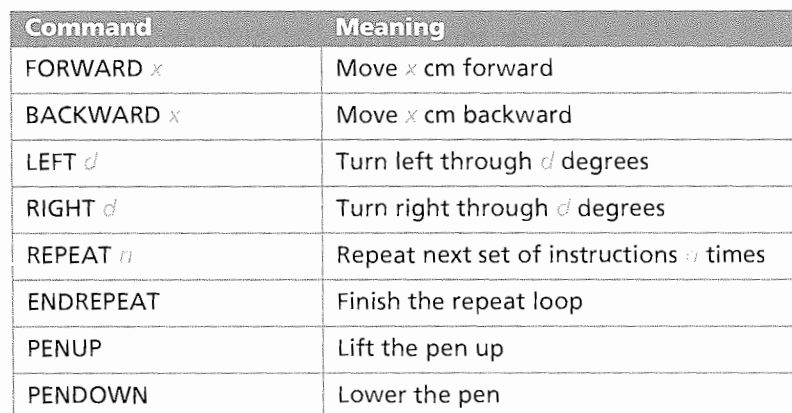 Command Meaning
FORWARD x Move x cm forward
BACKWARD x Move x cm backward
LEFT d Turn left through d degrees
RIGHT d Turn right through d degrees
REPEAT n Repeat next set of instructions n times
ENDREPEAT Finish the repeat loop
PENUP Lift the pen up
PENDOWN Lower the pen